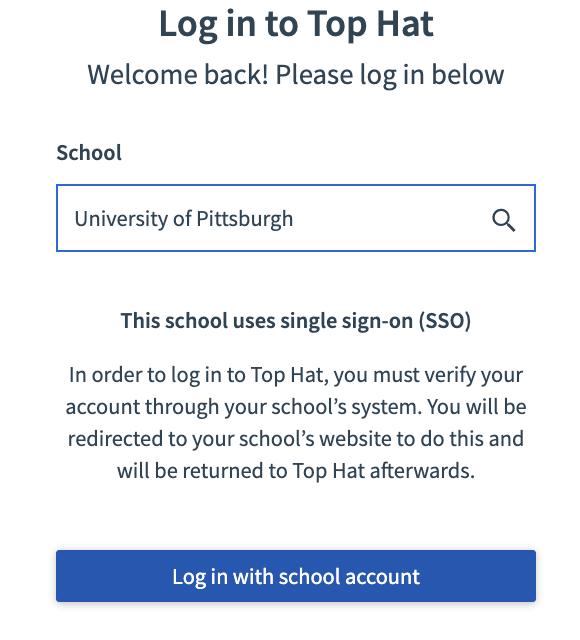 Log in to Top Hat
Welcome back! Please log in below
School
University of Pittsburgh
This school uses single sign-on (SSO)
In order to log in to Top Hat, you must verify your
account through your school’s system. You will be
redirected to your school’s website to do this and
will be returned to Top Hat afterwards.
Log in with school account